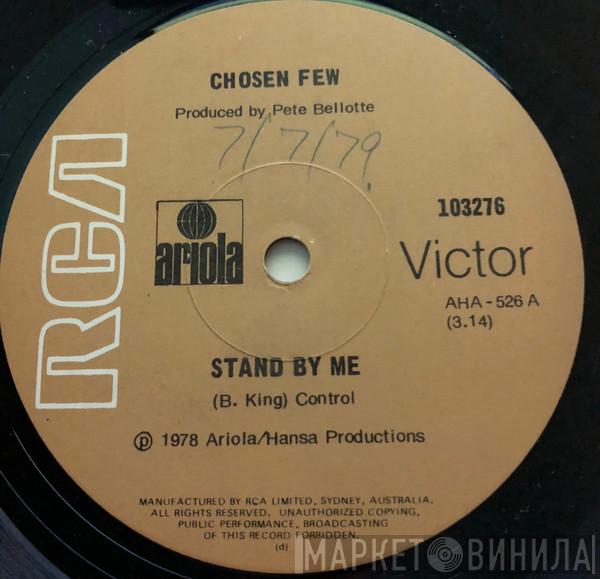 CHOSEN FEW
Produced by Pete Bellotte
7/7/79
RCA
ariola
103276
Victor
AHA-526 A
(3.14)
STAND BY ME
(B. King) Control
℗ 1978 Ariola/Hansa Productions
MANUFACTURED BY RCA LIMITED, SYDNEY, AUSTRALIA.
ALL RIGHTS RESERVED. UNAUTHORIZED COPYING,
PUBLIC PERFORMANCE, BROADCASTING
OF THIS RECORD FORBIDDEN.
(d)
МАРКЕТ ВИНИЛА